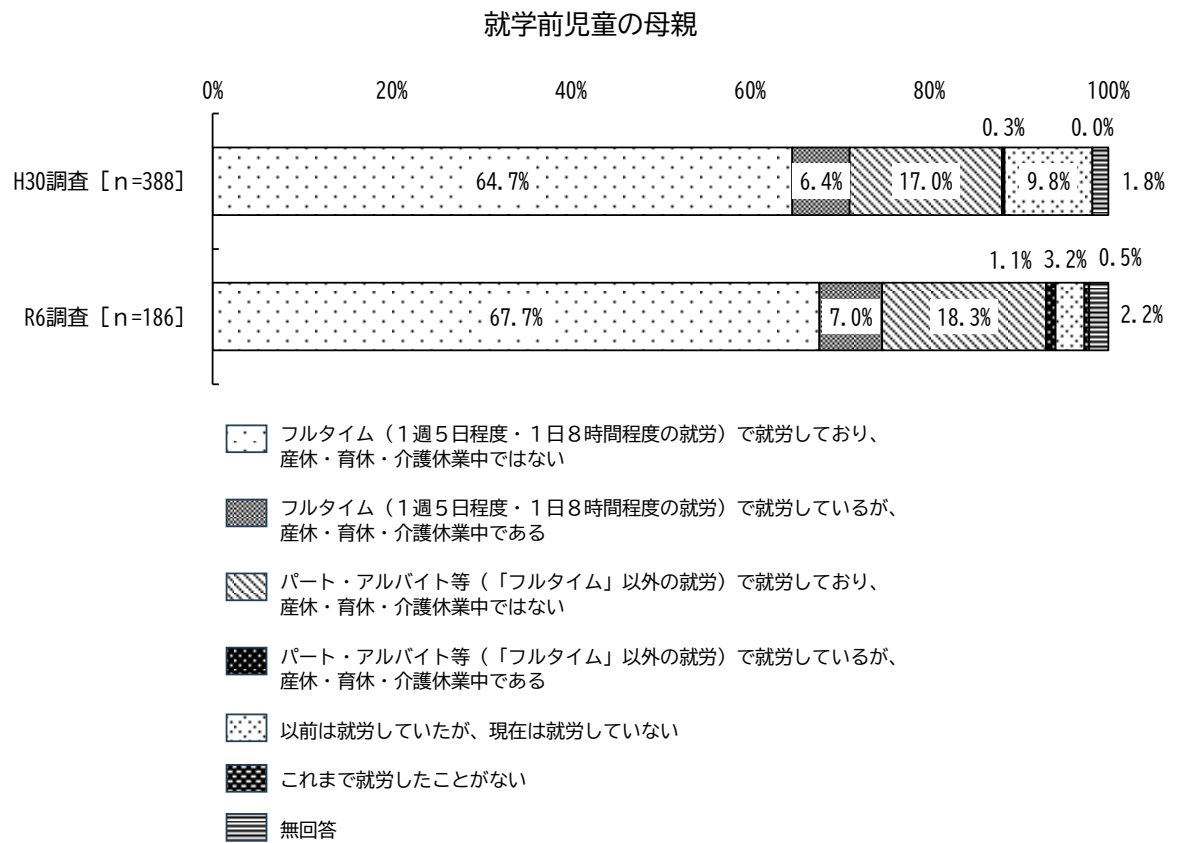 就学前児童の母親
0% 20% 40% 60% 80% 100%
0.3% 0.0%
H30調査［ｎ=388］ 64.7% 6.4% 17.0% 9.8% 1.8%
1.1% 3.2% 0.5%
R6調査［ｎ=186］ 67.7% 7.0% 18.3% 2.2%
フルタイム（１週５日程度・１日８時間程度の就労）で就労しており、
産休・育休・介護休業中ではない
フルタイム（１週５日程度・１日８時間程度の就労）で就労しているが、
産休・育休・介護休業中である
パート・アルバイト等（「フルタイム」以外の就労）で就労しており、
産休・育休・介護休業中ではない
パート・アルバイト等（「フルタイム」以外の就労）で就労しているが、
産休・育休・介護休業中である
以前は就労していたが、現在は就労していない
これまで就労したことがない
無回答